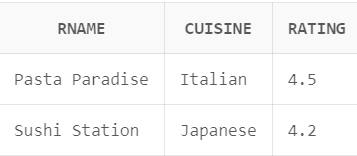 RNAME CUISINE RATING
Pasta Paradise Italian 4.5
Sushi Station Japanese 4.2